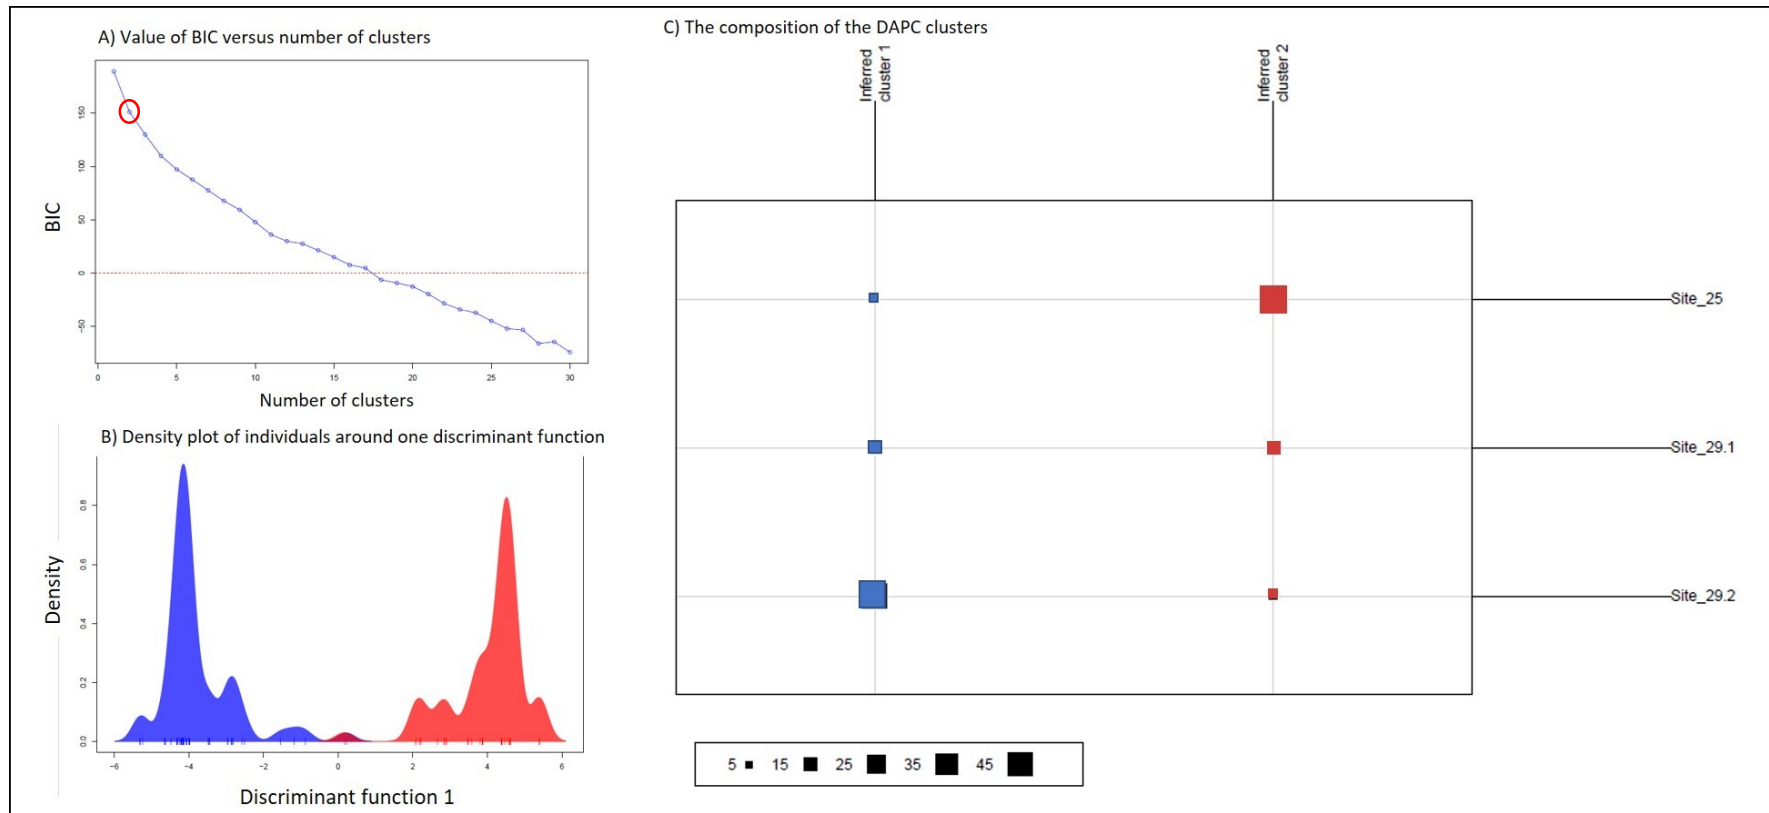 A) Value of BIC versus number of clusters
BIC
150
100
50
0
−50
0 5 10 15 20 25 30
Number of clusters
B) Density plot of individuals around one discriminant function
Density
0.8
0.6
0.4
0.2
0.0
−6 −4 −2 0 2 4 6
Discriminant function 1
C) The composition of the DAPC clusters
Inferred
cluster 1
Inferred
cluster 2
Site_25
Site_29.1
Site_29.2
5 15 25 35 45